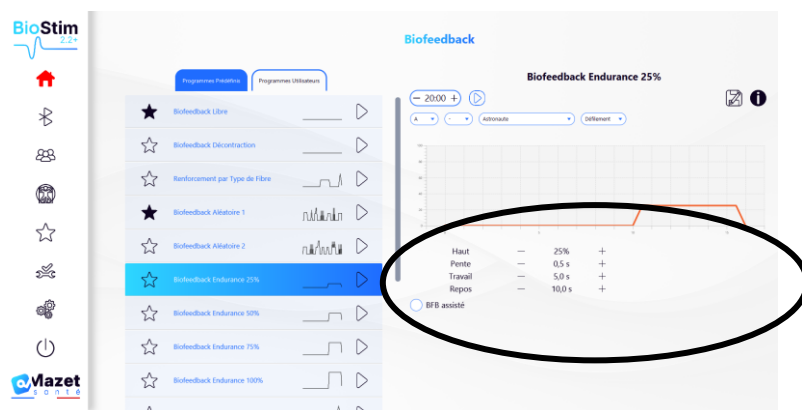 BioStim
2.2+
Biofeedback
Programmes Prédéfinis
Programmes Utilisateurs
Biofeedback Libre
Biofeedback Décontraction
Renforcement par Type de Fibre
Biofeedback Aléatoire 1
Biofeedback Aléatoire 2
Biofeedback Endurance 25%
Biofeedback Endurance 50%
Biofeedback Endurance 75%
Biofeedback Endurance 100%
Biofeedback Endurance 25%
− 20:00 +
A - Astronaute Défilement
Haut − 25% +
Pente − 0,5 s +
Travail − 5,0 s +
Repos − 10,0 s +
BFB assisté
aMazet
santé